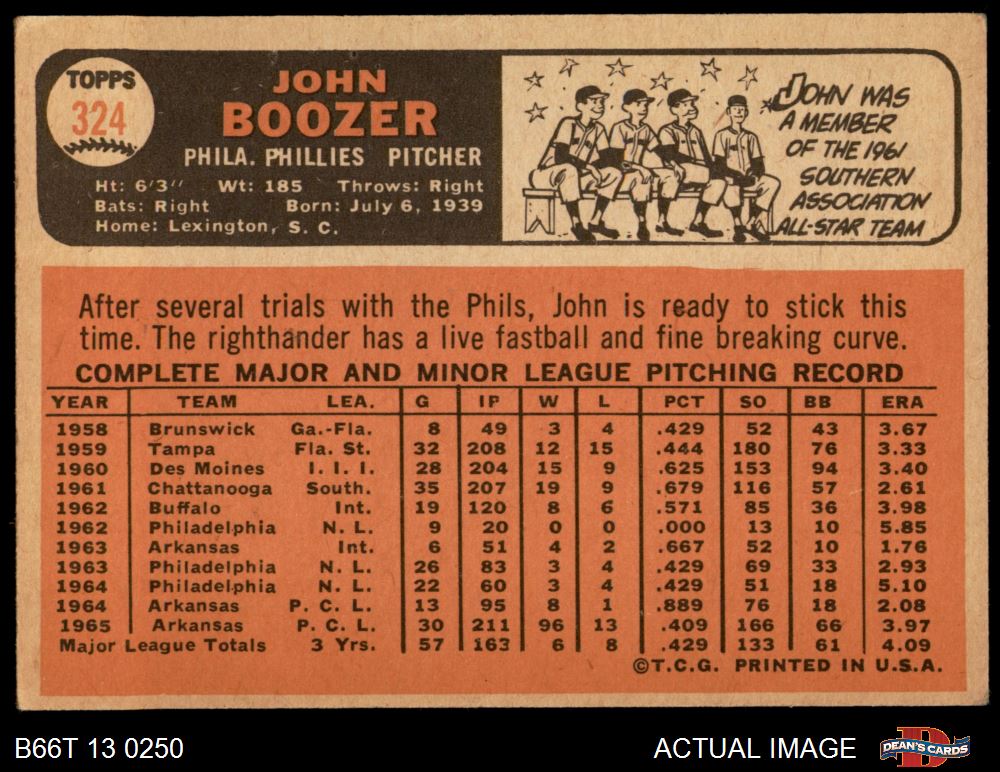 TOPPS
324
JOHN
BOOZER
PHILA. PHILLIES PITCHER
Ht: 6'3" Wt: 185 Throws: Right
Bats: Right Born: July 6, 1939
Home: Lexington, S. C.
JOHN WAS
A MEMBER
OF THE 1961
SOUTHERN
ASSOCIATION
ALL-STAR TEAM
After several trials with the Phils, John is ready to stick this
time. The righthander has a live fastball and fine breaking curve.
COMPLETE MAJOR AND MINOR LEAGUE PITCHING RECORD
YEAR TEAM LEA. G IP W L PCT SO BB ERA
1958 Brunswick Ga.-Fla. 8 49 3 4 .429 52 43 3.67
1959 Tampa Fla. St. 32 208 12 15 .444 180 76 3.33
1960 Des Moines I. I. I. 28 204 15 9 .625 153 94 3.40
1961 Chattanooga South. 35 207 19 9 .679 116 57 2.61
1962 Buffalo Int. 19 120 8 6 .571 85 36 3.98
1962 Philadelphia N. L. 9 20 0 0 .000 13 10 5.85
1963 Arkansas Int. 6 51 4 2 .667 52 10 1.76
1963 Philadelphia N. L. 26 83 3 4 .429 69 33 2.93
1964 Philadelphia N. L. 22 60 3 4 .429 51 18 5.10
1964 Arkansas P. C. L. 13 95 8 1 .889 76 18 2.08
1965 Arkansas P. C. L. 30 211 96 13 .409 166 66 3.97
Major League Totals 3 Yrs. 57 163 6 8 .429 133 61 4.09
©T.C.G. PRINTED IN U.S.A.
B66T 13 0250
ACTUAL IMAGE
DEAN'S CARDS